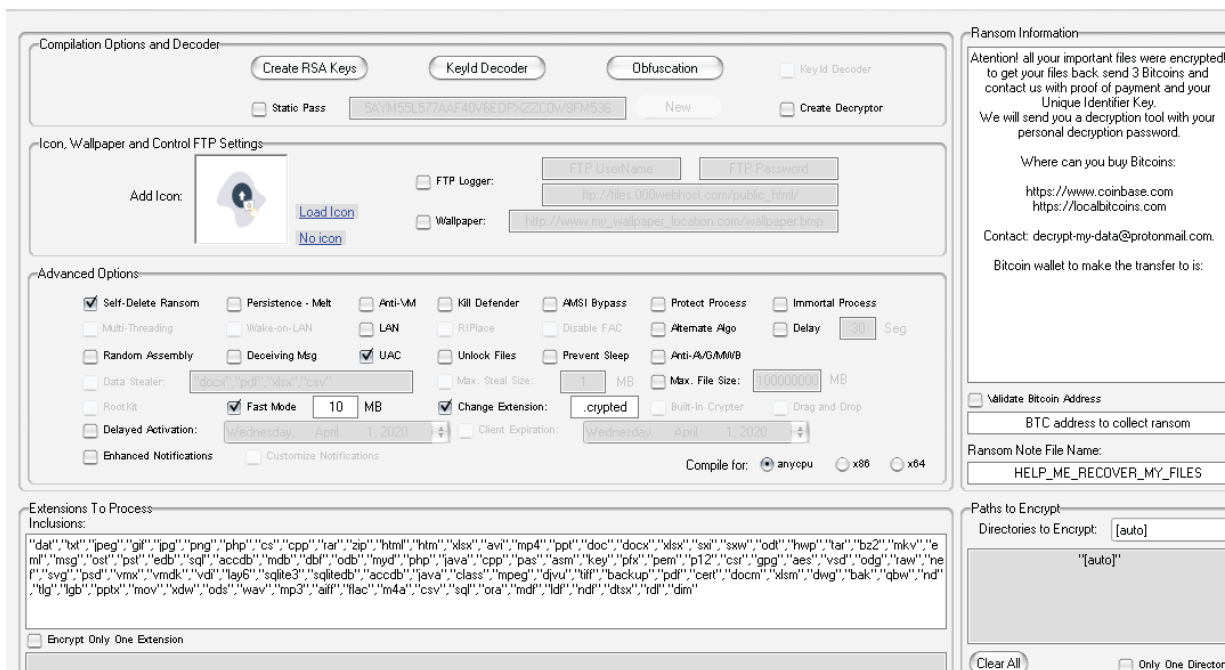 Compilation Options and Decoder
Create RSA Keys
KeyId Decoder
Obfuscation
KeyId Decoder
Static Pass
5AYM55L577AAF40V6EDPXZZC0W8FM536
New
Create Decryptor
Icon, Wallpaper and Control FTP Settings
Add Icon:
Load Icon
No icon
FTP Logger:
FTP UserName
FTP Password
ftp://files.000webhost.com/public_html/
Wallpaper:
http://www.my_wallpaper_location.com/wallpaper.bmp
Advanced Options
Self-Delete Ransom
Persistence - Melt
Anti-VM
Kill Defender
AMSI Bypass
Protect Process
Immortal Process
Multi-Threading
Wake-on-LAN
LAN
RIPlace
Disable FAC
Alternate Algo
Delay
30
Seg
Random Assembly
Deceiving Msg
UAC
Unlock Files
Prevent Sleep
Anti-AV/G/MWB
Data Stealer:
"docx","pdf","xlsx","csv"
Max. Steal Size:
1
MB
Max. File Size:
100000000
MB
RootKit
Fast Mode
10
MB
Change Extension:
.crypted
Built-In Crypter
Drag and Drop
Delayed Activation:
Wednesday, April 1, 2020
Client Expiration:
Wednesday, April 1, 2020
Enhanced Notifications
Customize Notifications
Compile for:
anycpu
x86
x64
Extensions To Process
Inclusions:
"dat","txt","jpeg","gif","jpg","png","php","cs","cpp","rar","zip","html","htm","xlsx","avi","mp4","ppt","doc","docx","xlsx","sxi","sxw","odt","hwp","tar","bz2","mkv","e
ml","msg","ost","pst","edb","sql","accdb","mdb","dbf","odb","myd","php","java","cpp","pas","asm","key","pfx","pem","p12","csr","gpg","aes","vsd","odg","raw","ne
f","svg","psd","vmx","vmdk","vdi","lay6","sqlite3","sqlitedb","accdb","java","class","mpeg","djvu","tiff","backup","pdf","cert","docm","xlsm","dwg","bak","qbw","nd"
,"tlg","lgb","pptx","mov","xdw","ods","wav","mp3","aiff","flac","m4a","csv","sql","ora","mdf","ldf","ndf","dtsx","rdl","dim"
Encrypt Only One Extension
Ransom Information
Atention! all your important files were encrypted!
to get your files back send 3 Bitcoins and
contact us with proof of payment and your
Unique Identifier Key.
We will send you a decryption tool with your
personal decryption password.
Where can you buy Bitcoins:
https://www.coinbase.com
https://localbitcoins.com
Contact: decrypt-my-data@protonmail.com.
Bitcoin wallet to make the transfer to is:
Validate Bitcoin Address
BTC address to collect ransom
Ransom Note File Name:
HELP_ME_RECOVER_MY_FILES
Paths to Encrypt
Directories to Encrypt:
[auto]
"[auto]"
Clear All
Only One Director